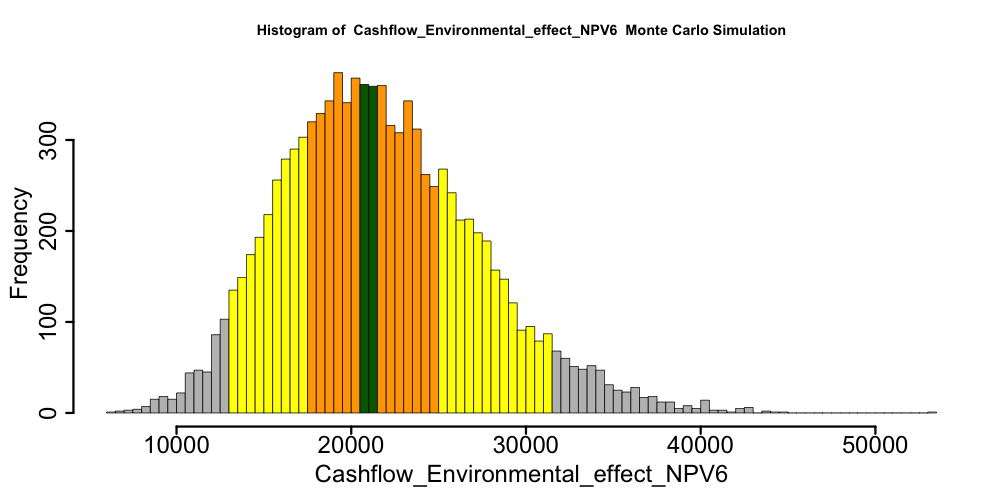 Histogram of  Cashflow_Environmental_effect_NPV6  Monte Carlo Simulation
Frequency
300
200
100
0
10000 20000 30000 40000 50000
Cashflow_Environmental_effect_NPV6